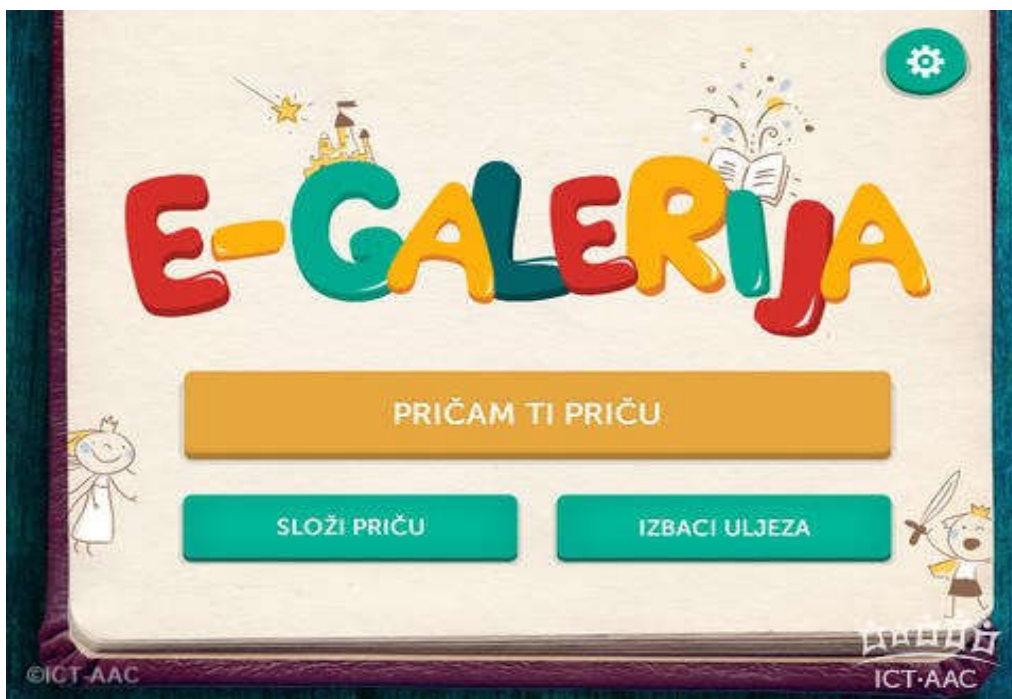 E-GALERIJA
PRIČAM TI PRIČU
SLOŽI PRIČU
IZBACI ULJEZA
©ICT-AAC
ICT-AAC